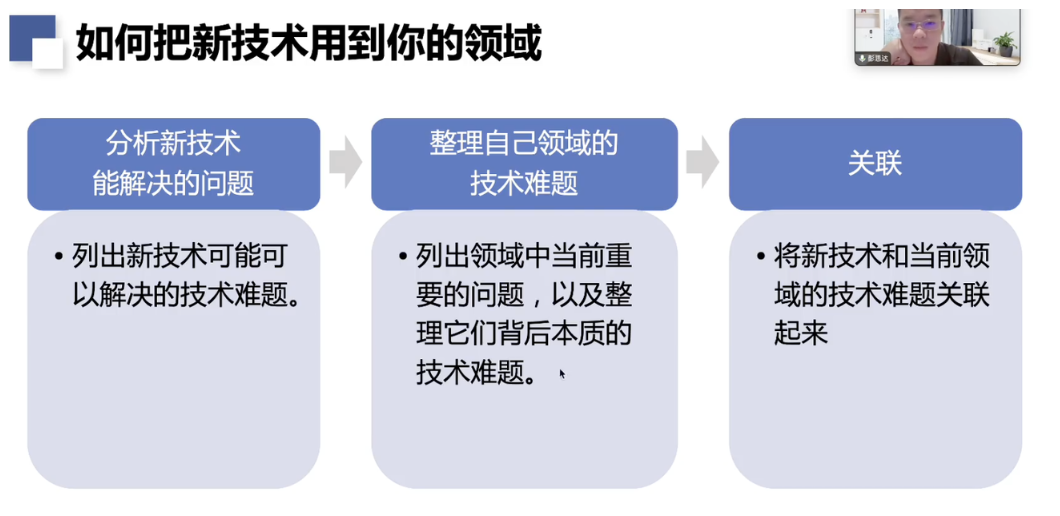 如何把新技术用到你的领域
彭思达
分析新技术
能解决的问题
整理自己领域的
技术难题
关联
• 列出新技术可能可
以解决的技术难题。
• 列出领域中当前重
要的问题，以及整
理它们背后本质的
技术难题。
• 将新技术和当前领
域的技术难题关联
起来